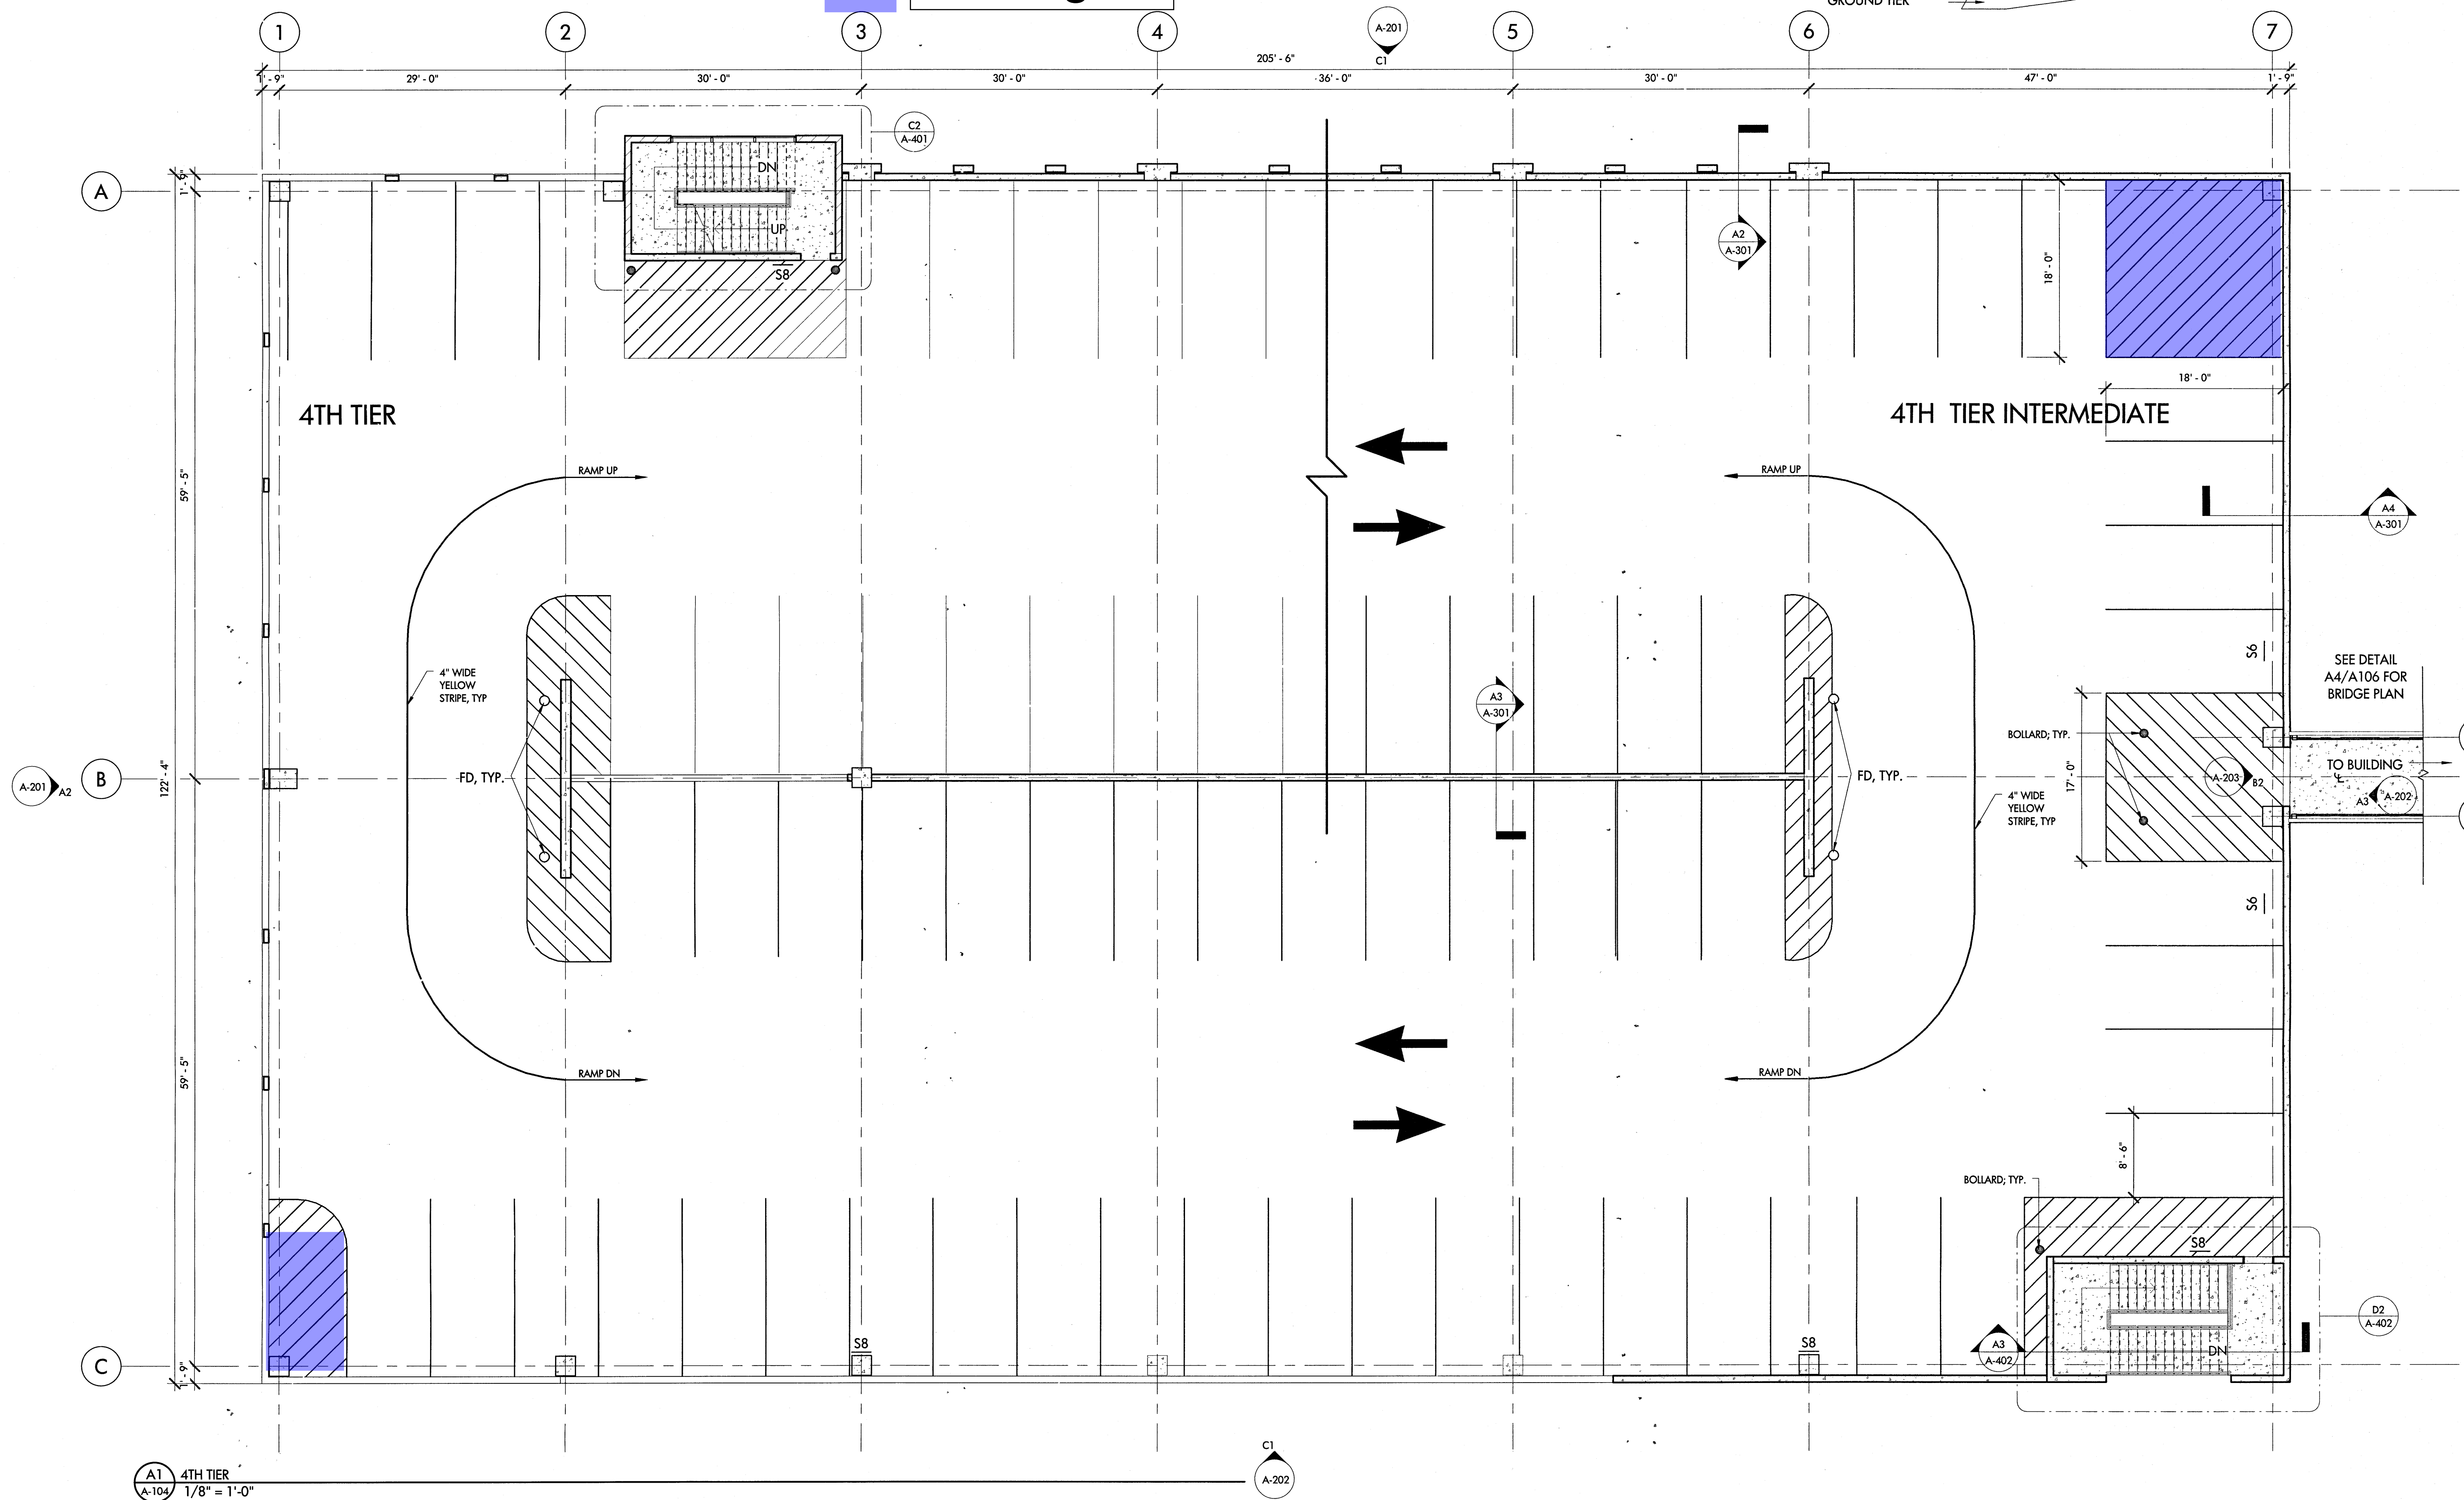 GROUND TIER
1
2
3
4
A-201
C1
5
6
7
205' - 6"
1' - 9"
29' - 0"
30' - 0"
30' - 0"
36' - 0"
30' - 0"
47' - 0"
1' - 9"
C2
A-401
DN
UP
S8
A
1' - 9"
A2
A-301
18' - 0"
18' - 0"
4TH TIER
4TH TIER INTERMEDIATE
RAMP UP
RAMP UP
59' - 5"
A4
A-301
S6
SEE DETAIL
A4/A106 FOR
BRIDGE PLAN
4" WIDE
YELLOW
STRIPE, TYP
A3
A-301
BOLLARD; TYP.
A-201
A2
B
122' - 4"
FD, TYP.
FD, TYP.
17' - 0"
A-203
B2
TO BUILDING
℄
A3
A-202
4" WIDE
YELLOW
STRIPE, TYP
S6
RAMP DN
RAMP DN
59' - 5"
8' - 6"
BOLLARD; TYP.
S8
D2
A-402
S8
S8
A3
A-402
DN
C
1' - 9"
C1
A-202
A1
A-104
4TH TIER
1/8" = 1'-0"